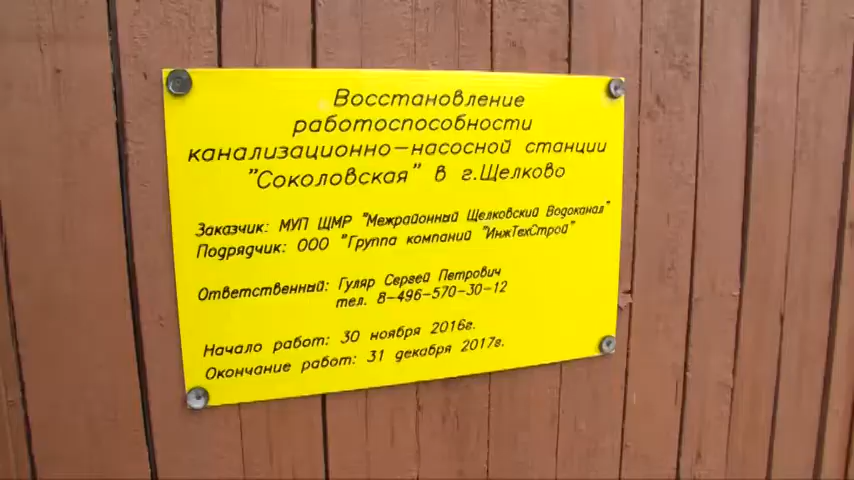 Восстановление
работоспособности
канализационно-насосной станции
"Соколовская" в г.Щелково
Заказчик: МУП ЩМР "Межрайонный Щелковский Водоканал"
Подрядчик: ООО "Группа компаний "ИнжТехСтрой"
Ответственный: Гуляр Сергей Петрович
тел. 8-496-570-30-12
Начало работ: 30 ноября 2016г.
Окончание работ: 31 декабря 2017г.